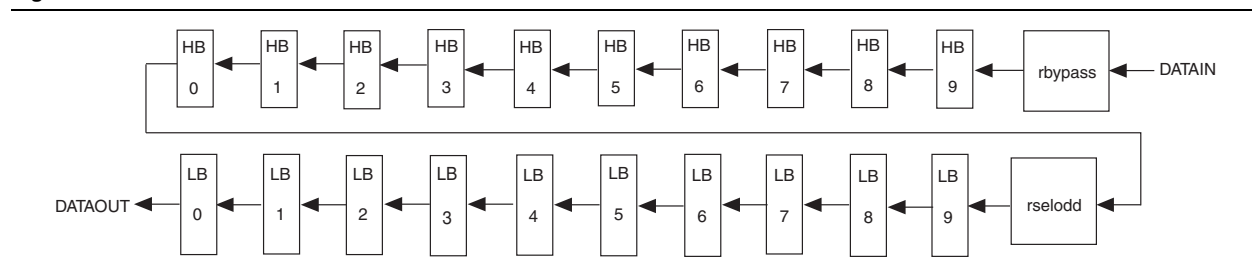 HB HB HB HB HB HB HB HB HB HB
0 1 2 3 4 5 6 7 8 9
rbypass
DATAIN
LB LB LB LB LB LB LB LB LB LB
DATAOUT
0 1 2 3 4 5 6 7 8 9
rselodd